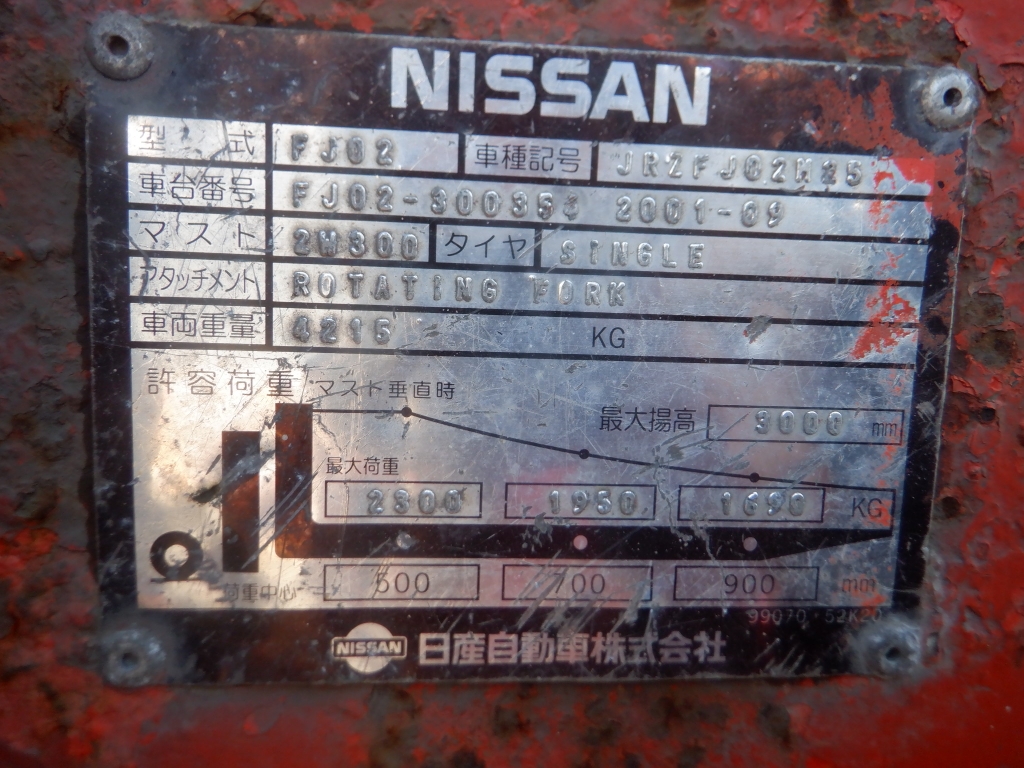 NISSAN
型式 FJ02 車種記号 JR2FJ02M25
車台番号 2001-09
マスト 2W300 タイヤ SINGLE
アタッチメント ROTATING FORK
車両重量 4215 KG
許容荷重 マスト垂直時
最大揚高 3000 mm
最大荷重
2300 1950 1690 KG
荷重中心 500 700 900 mm
99070 52K20
NISSAN 日産自動車株式会社